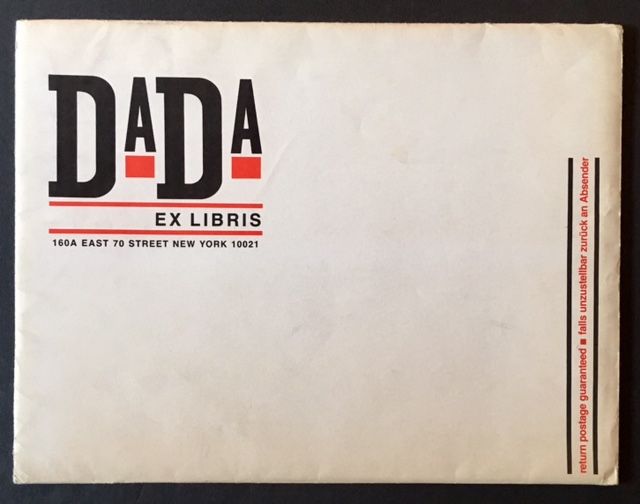 DADA
EX LIBRIS
160A EAST 70 STREET NEW YORK 10021
return postage guaranteed ■ falls unzustellbar zurück an Absender